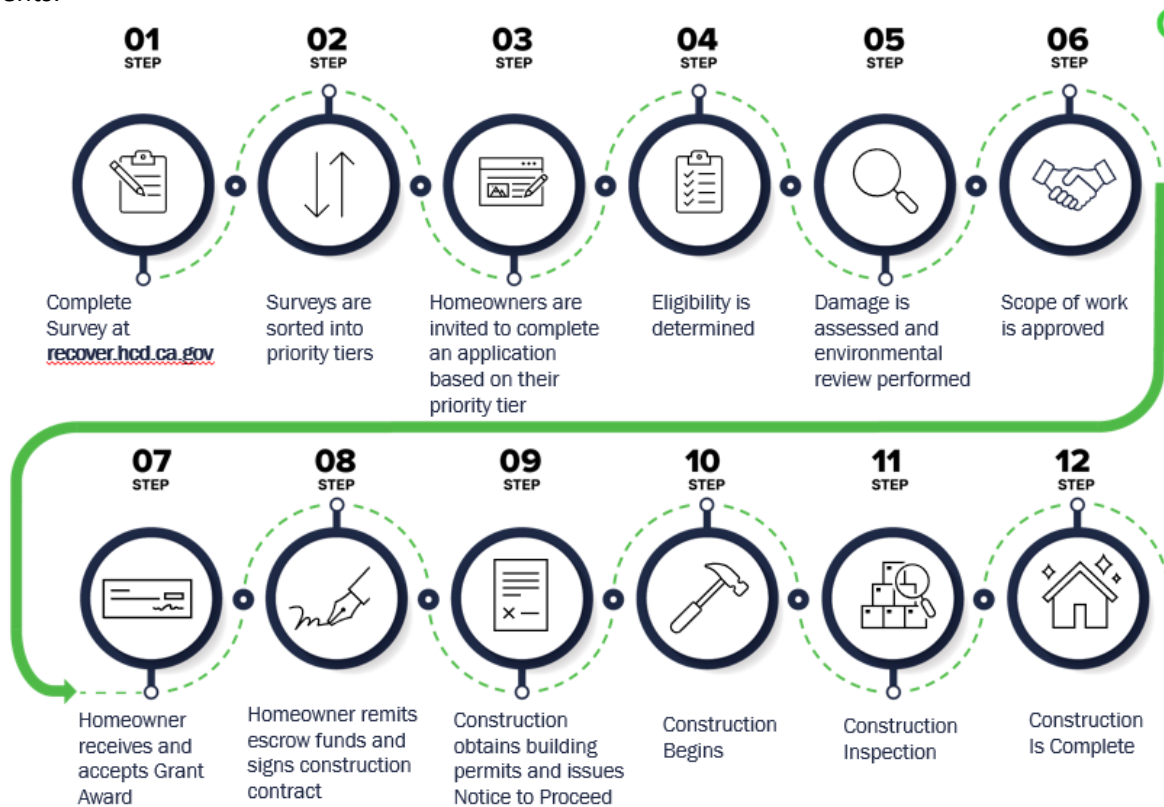 01
STEP
02
STEP
03
STEP
04
STEP
05
STEP
06
STEP
Complete
Survey at
recover.hcd.ca.gov
Surveys are
sorted into
priority tiers
Homeowners are
invited to complete
an application
based on their
priority tier
Eligibility is
determined
Damage is
assessed and
environmental
review performed
Scope of work
is approved
07
STEP
08
STEP
09
STEP
10
STEP
11
STEP
12
STEP
Homeowner
receives and
accepts Grant
Award
Homeowner remits
escrow funds and
signs construction
contract
Construction
obtains building
permits and issues
Notice to Proceed
Construction
Begins
Construction
Inspection
Construction
Is Complete